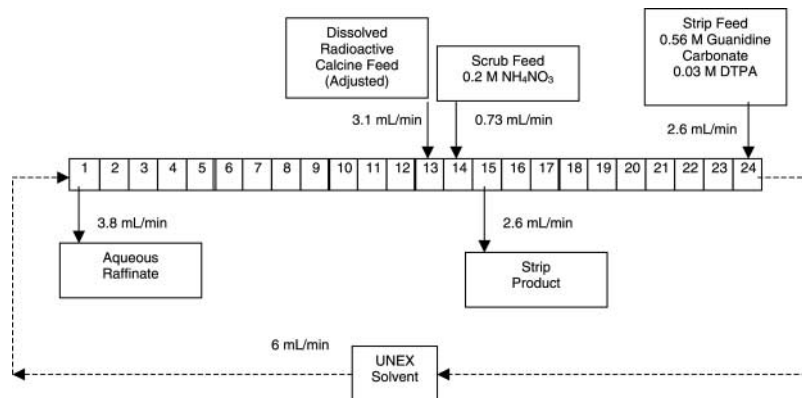 Dissolved
Radioactive
Calcine Feed
(Adjusted)
Scrub Feed
0.2 M NH₄NO₃
Strip Feed
0.56 M Guanidine
Carbonate
0.03 M DTPA
3.1 mL/min
0.73 mL/min
2.6 mL/min
1 2 3 4 5 6 7 8 9 10 11 12 13 14 15 16 17 18 19 20 21 22 23 24
3.8 mL/min
2.6 mL/min
Aqueous
Raffinate
Strip
Product
6 mL/min
UNEX
Solvent